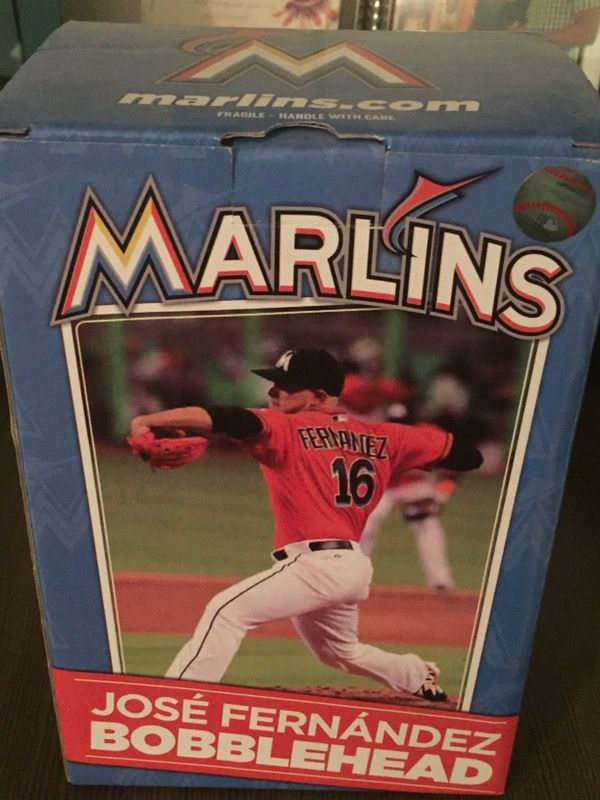 marlins.com
FRAGILE - HANDLE WITH CARE
MARLINS
FERNANDEZ
16
JOSÉ FERNÁNDEZ
BOBBLEHEAD